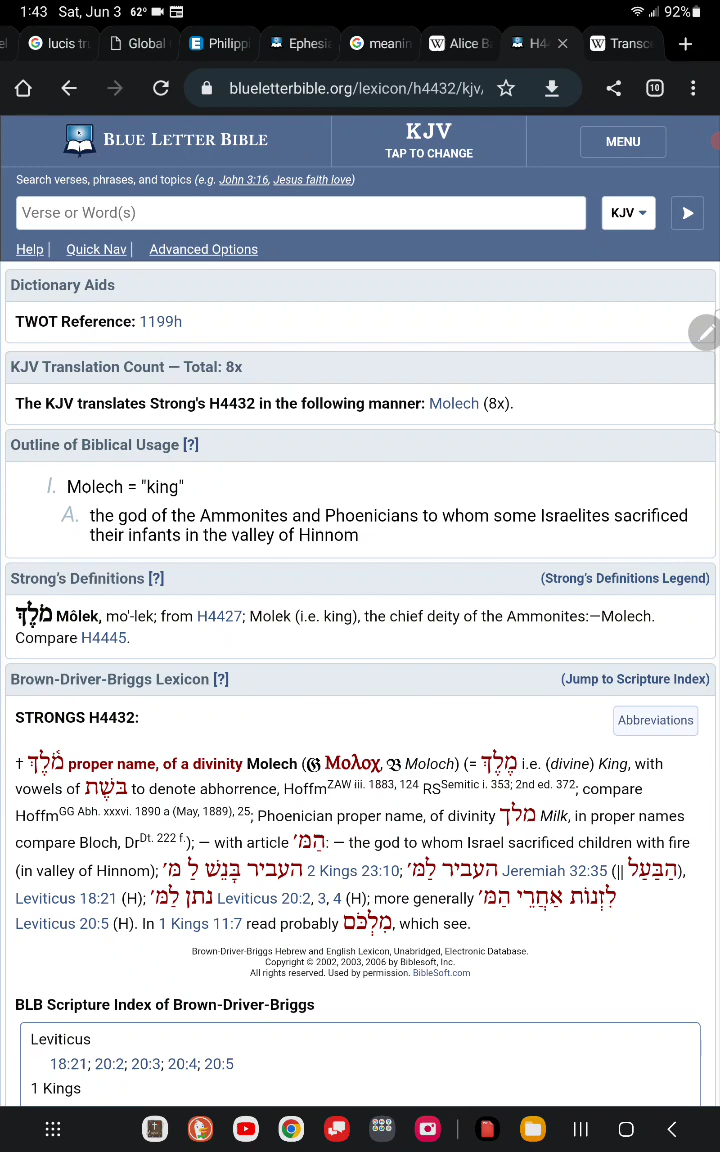 1:43 Sat, Jun 3 62° 92%
lucis tru Global Philipp Ephesia meanin Alice B H4 Transc
blueletterbible.org/lexicon/h4432/kjv, 10
BLUE LETTER BIBLE KJV MENU
TAP TO CHANGE
Search verses, phrases, and topics (e.g. John 3:16, Jesus faith love)
Verse or Word(s) KJV
Help | Quick Nav | Advanced Options
Dictionary Aids
TWOT Reference: 1199h
KJV Translation Count — Total: 8x
The KJV translates Strong's H4432 in the following manner: Molech (8x).
Outline of Biblical Usage [?]
I. Molech = "king"
A. the god of the Ammonites and Phoenicians to whom some Israelites sacrificed
their infants in the valley of Hinnom
Strong's Definitions [?] (Strong's Definitions Legend)
מֹלֶךְ Môlek, mo'-lek; from H4427; Molek (i.e. king), the chief deity of the Ammonites:—Molech.
Compare H4445.
Brown-Driver-Briggs Lexicon [?] (Jump to Scripture Index)
STRONGS H4432: Abbreviations
† מֹ֫לֶךְ proper name, of a divinity Molech (𝔊 Μολοχ, 𝔙 Moloch) (= מֶלֶךְ i.e. (divine) King, with
vowels of בּשֶׁת to denote abhorrence, HoffmZAW iii. 1883, 124 RSSemitic i. 353; 2nd ed. 372; compare
HoffmGG Abh. xxxvi. 1890 a (May, 1889), 25; Phoenician proper name, of divinity מלך Milk, in proper names
compare Bloch, DrDt. 222 f.); — with article הַמּ׳: — the god to whom Israel sacrificed children with fire
(in valley of Hinnom); העביר בָּנֶשׁ לַ מּ׳ 2 Kings 23:10; העביר לַמּ׳ Jeremiah 32:35 (|| הַבַּעַל),
Leviticus 18:21 (H); נתן לַמּ׳ Leviticus 20:2, 3, 4 (H); more generally לִזְנוֹת אַחֲרֵי הַמּ׳
Leviticus 20:5 (H). In 1 Kings 11:7 read probably מִלְכֹּם, which see.
Brown-Driver-Briggs Hebrew and English Lexicon, Unabridged, Electronic Database.
Copyright © 2002, 2003, 2006 by Biblesoft, Inc.
All rights reserved. Used by permission. BibleSoft.com
BLB Scripture Index of Brown-Driver-Briggs
Leviticus
18:21; 20:2; 20:3; 20:4; 20:5
1 Kings